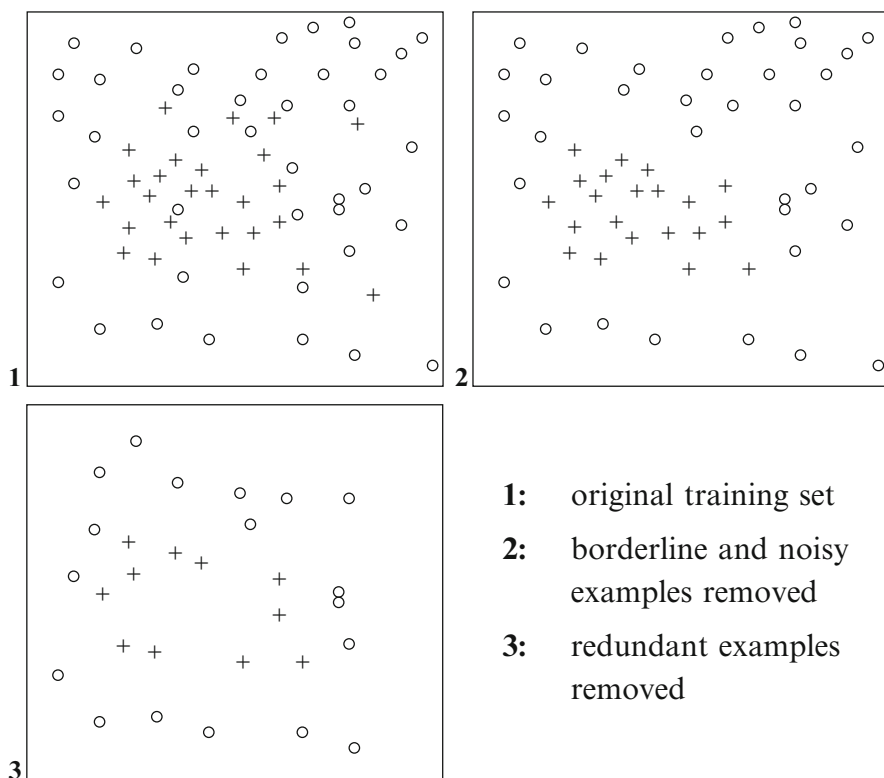 1
2
3
1: original training set
2: borderline and noisy
examples removed
3: redundant examples
removed